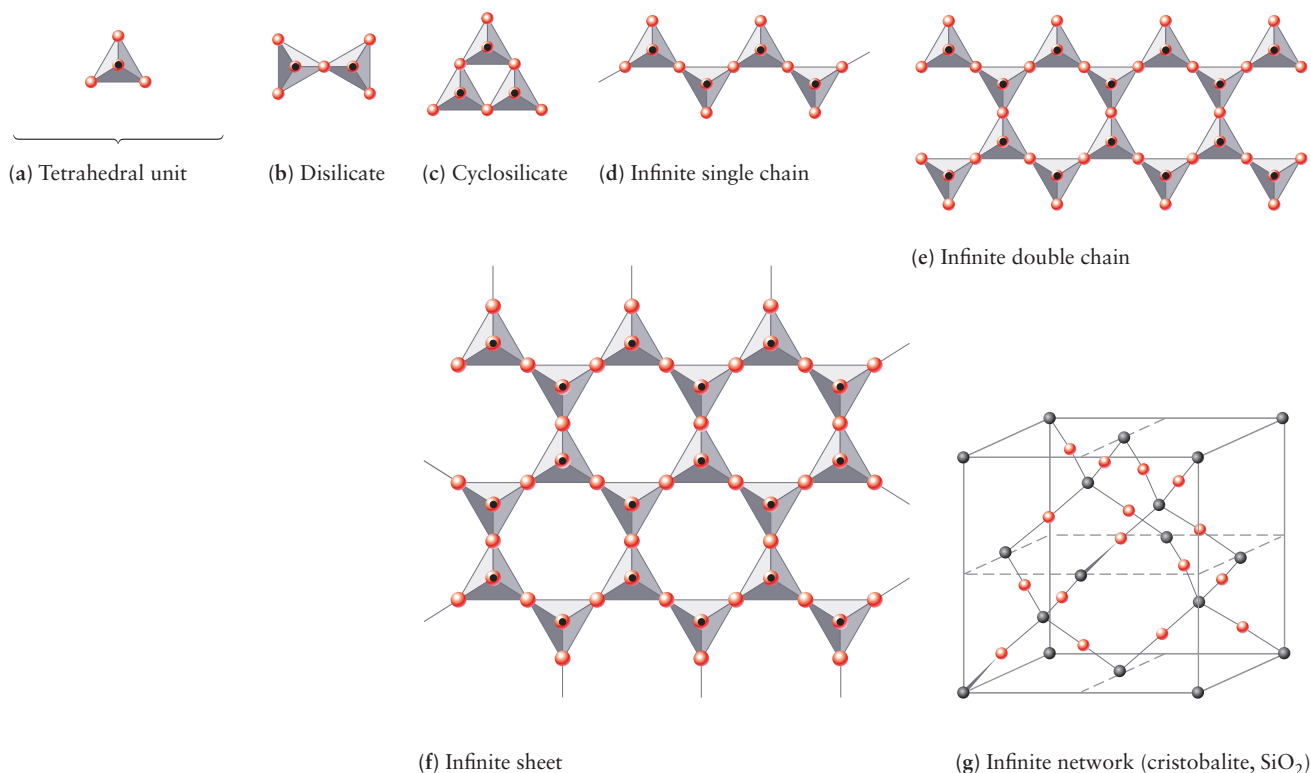 (a) Tetrahedral unit
(b) Disilicate
(c) Cyclosilicate
(d) Infinite single chain
(e) Infinite double chain
(f) Infinite sheet
(g) Infinite network (cristobalite, SiO₂)